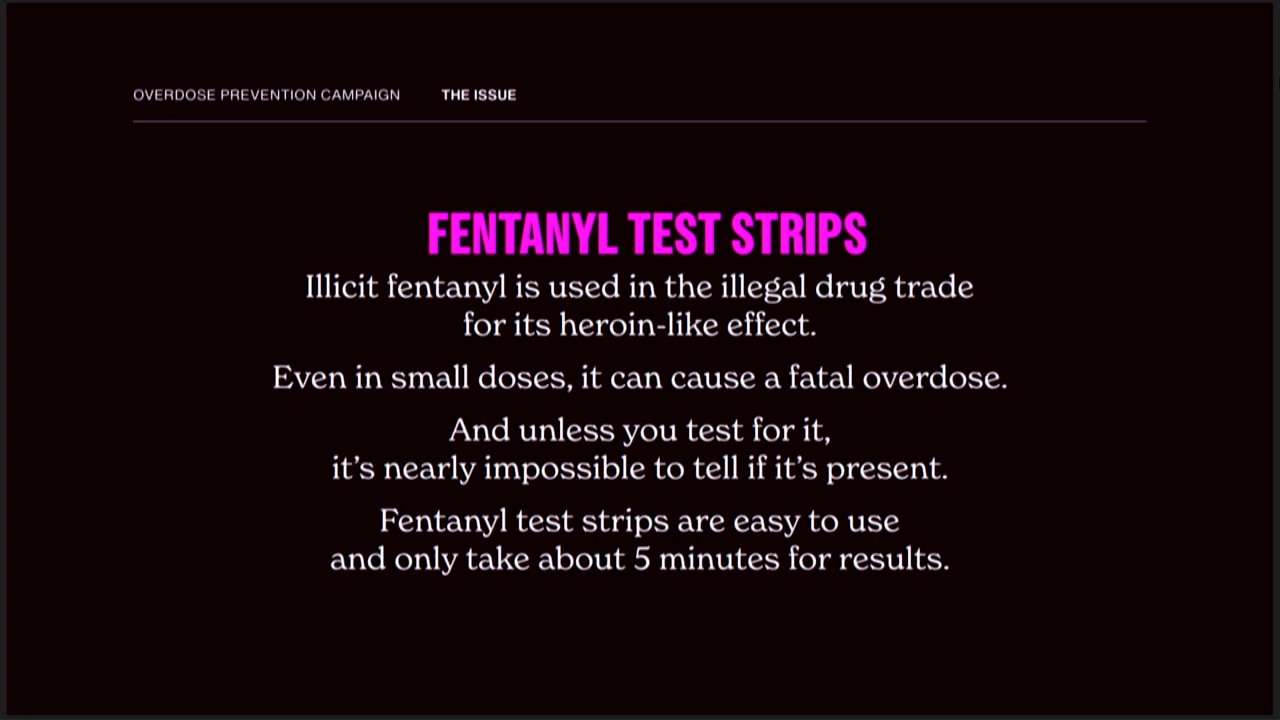 OVERDOSE PREVENTION CAMPAIGN THE ISSUE
FENTANYL TEST STRIPS
Illicit fentanyl is used in the illegal drug trade
for its heroin-like effect.
Even in small doses, it can cause a fatal overdose.
And unless you test for it,
it’s nearly impossible to tell if it’s present.
Fentanyl test strips are easy to use
and only take about 5 minutes for results.